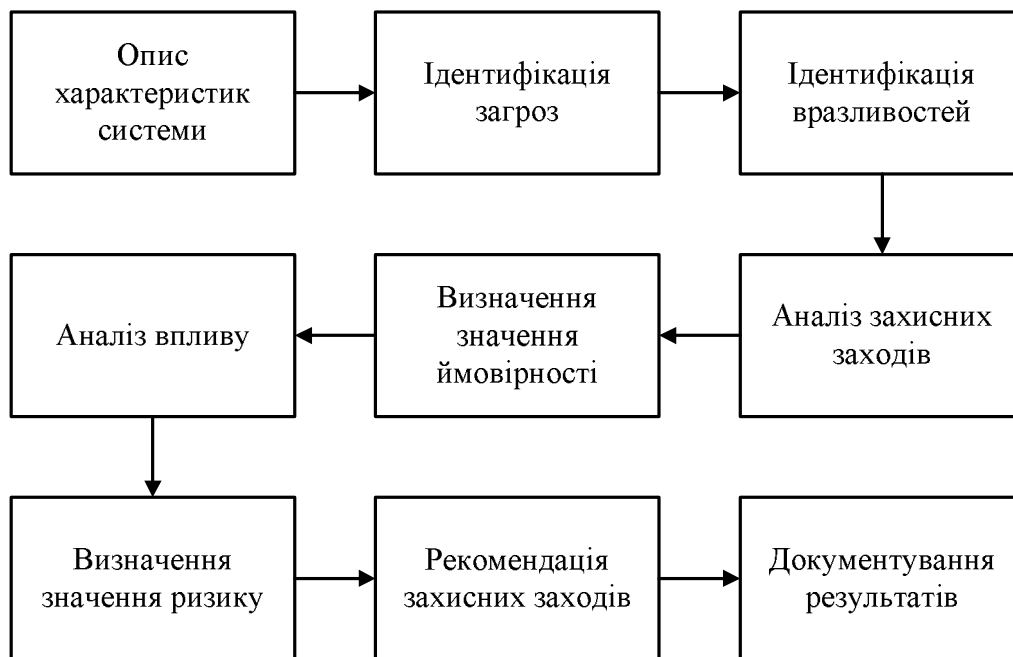 Опис
характеристик
системи
Ідентифікація
загроз
Ідентифікація
вразливостей
Аналіз захисних
заходів
Визначення
значення
ймовірності
Аналіз впливу
Визначення
значення ризику
Рекомендація
захисних заходів
Документування
результатів